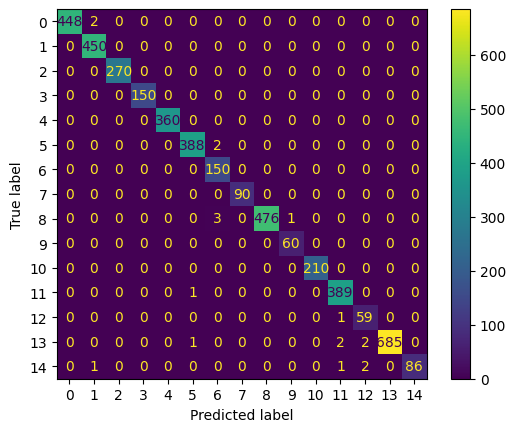 0 448 2 0 0 0 0 0 0 0 0 0 0 0 0 0
1 0 450 0 0 0 0 0 0 0 0 0 0 0 0 0
2 0 0 270 0 0 0 0 0 0 0 0 0 0 0 0
3 0 0 0 150 0 0 0 0 0 0 0 0 0 0 0
4 0 0 0 0 360 0 0 0 0 0 0 0 0 0 0
5 0 0 0 0 0 388 2 0 0 0 0 0 0 0 0
6 0 0 0 0 0 0 150 0 0 0 0 0 0 0 0
7 0 0 0 0 0 0 0 90 0 0 0 0 0 0 0
8 0 0 0 0 0 0 3 0 476 1 0 0 0 0 0
9 0 0 0 0 0 0 0 0 0 60 0 0 0 0 0
10 0 0 0 0 0 0 0 0 0 0 210 0 0 0 0
11 0 0 0 0 0 1 0 0 0 0 0 389 0 0 0
12 0 0 0 0 0 0 0 0 0 0 0 1 59 0 0
13 0 0 0 0 0 1 0 0 0 0 0 2 2 685 0
14 0 1 0 0 0 0 0 0 0 0 0 1 2 0 86
0 1 2 3 4 5 6 7 8 9 10 11 12 13 14
Predicted label
True label
600
500
400
300
200
100
0